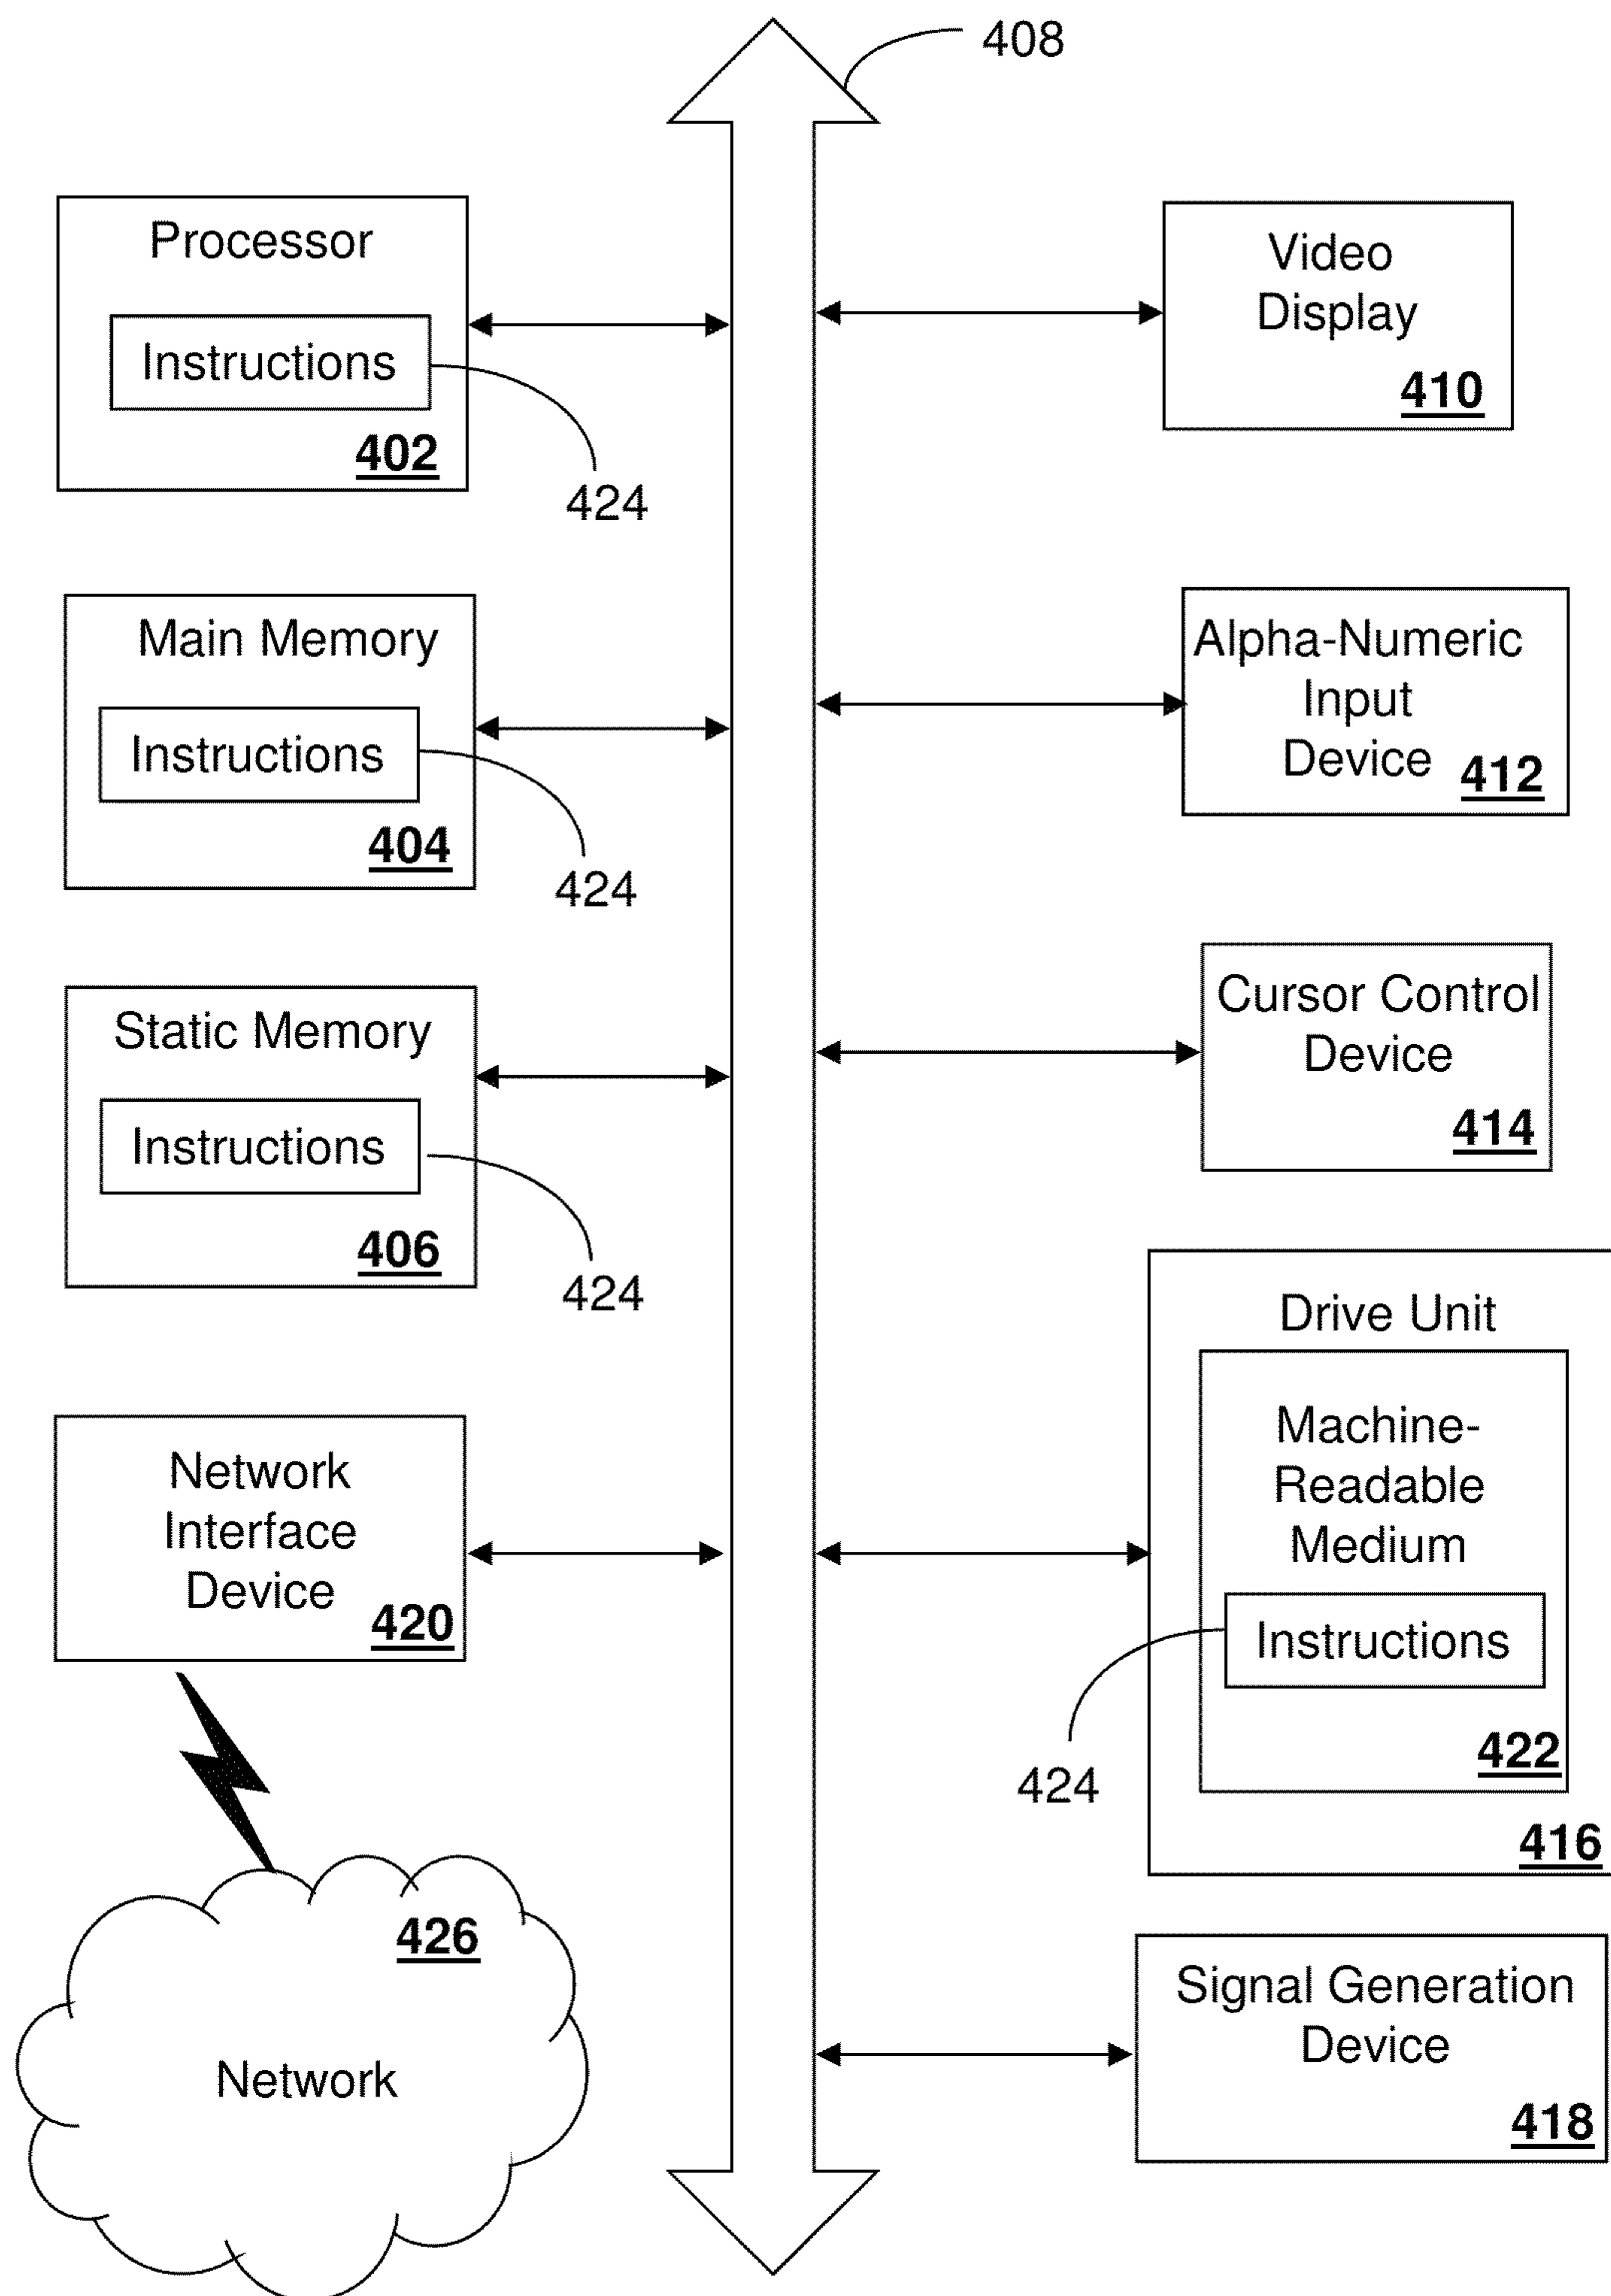 408
Processor
Instructions
402
424
Main Memory
Instructions
404
424
Static Memory
Instructions
406
424
Network
Interface
Device
420
426
Network
Video
Display
410
Alpha-Numeric
Input
Device
412
Cursor Control
Device
414
Drive Unit
Machine-
Readable
Medium
Instructions
422
424
416
Signal Generation
Device
418